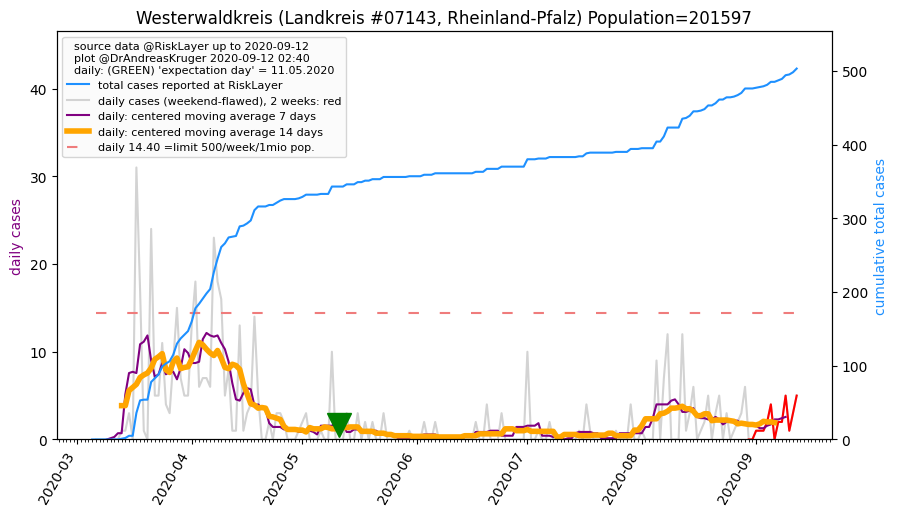 Westerwaldkreis (Landkreis #07143, Rheinland-Pfalz) Population=201597
source data @RiskLayer up to 2020-09-12
plot @DrAndreasKruger 2020-09-12 02:40
daily: (GREEN) 'expectation day' = 11.05.2020
total cases reported at RiskLayer
daily cases (weekend-flawed), 2 weeks: red
daily: centered moving average 7 days
daily: centered moving average 14 days
daily 14.40 =limit 500/week/1mio pop.
daily cases
40
30
20
10
0
cumulative total cases
500
400
300
200
100
0
2020-03
2020-04
2020-05
2020-06
2020-07
2020-08
2020-09